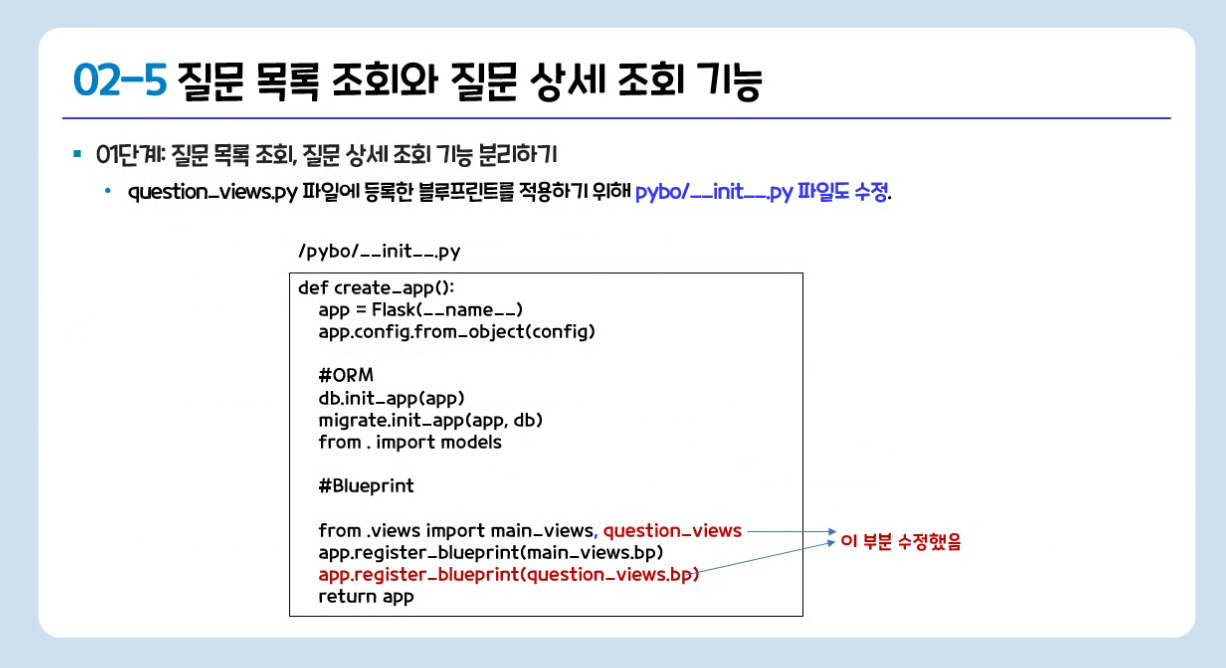 02-5 질문 목록 조회와 질문 상세 조회 기능
▪ 01단계: 질문 목록 조회, 질문 상세 조회 기능 분리하기
• question_views.py 파일에 등록한 블루프린트를 적용하기 위해 pybo/__init__.py 파일도 수정.
/pybo/__init__.py
def create_app():
app = Flask(__name__)
app.config.from_object(config)
#ORM
db.init_app(app)
migrate.init_app(app, db)
from . import models
#Blueprint
from .views import main_views, question_views
이 부분 수정했음
app.register_blueprint(main_views.bp)
app.register_blueprint(question_views.bp)
return app